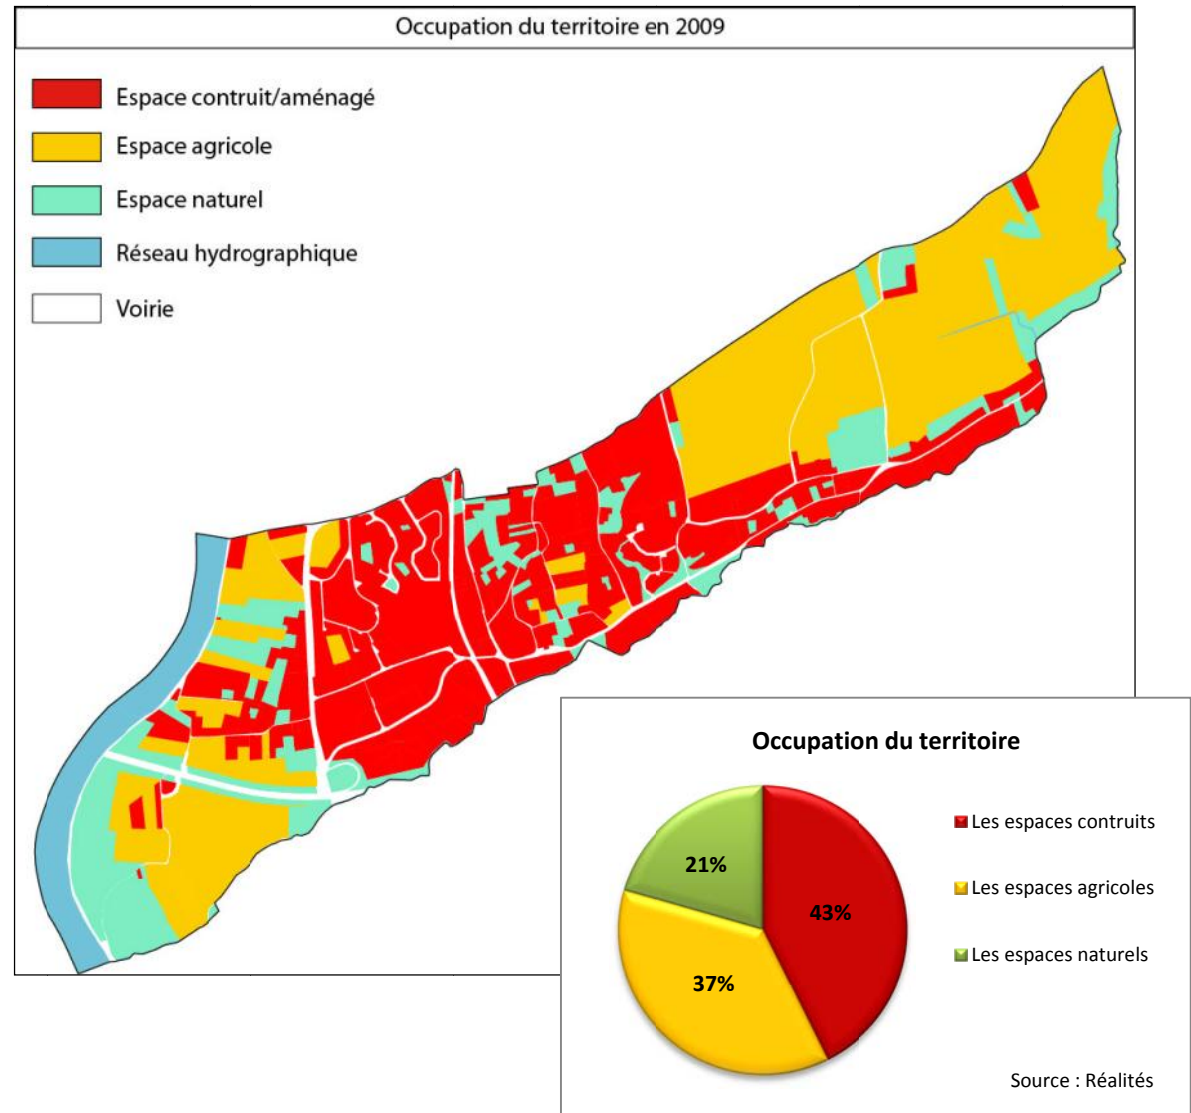 Occupation du territoire en 2009
Espace contruit/aménagé
Espace agricole
Espace naturel
Réseau hydrographique
Voirie
Occupation du territoire
21%
43%
37%
Les espaces contruits
Les espaces agricoles
Les espaces naturels
Source : Réalités